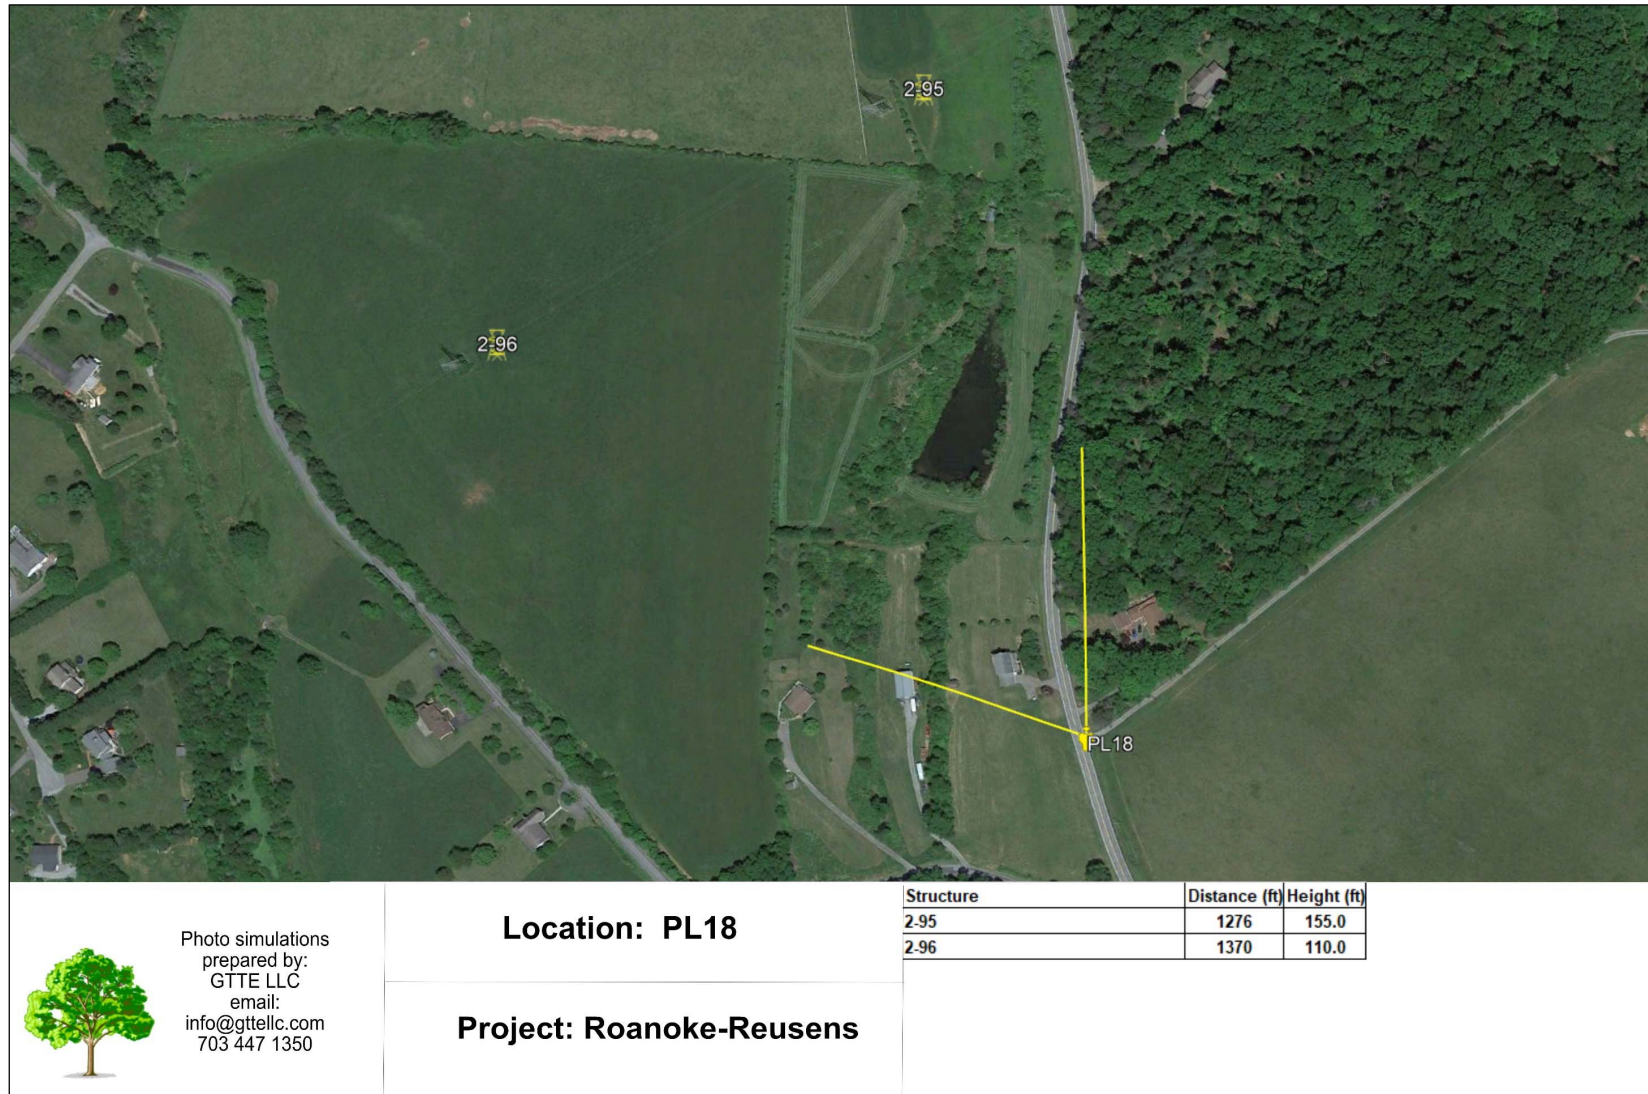 2-95
2-96
PL18
Photo simulations
prepared by:
GTTE LLC
email:
info@gttellc.com
703 447 1350
Location: PL18
Project: Roanoke-Reusens
Structure Distance (ft) Height (ft)
2-95 1276 155.0
2-96 1370 110.0